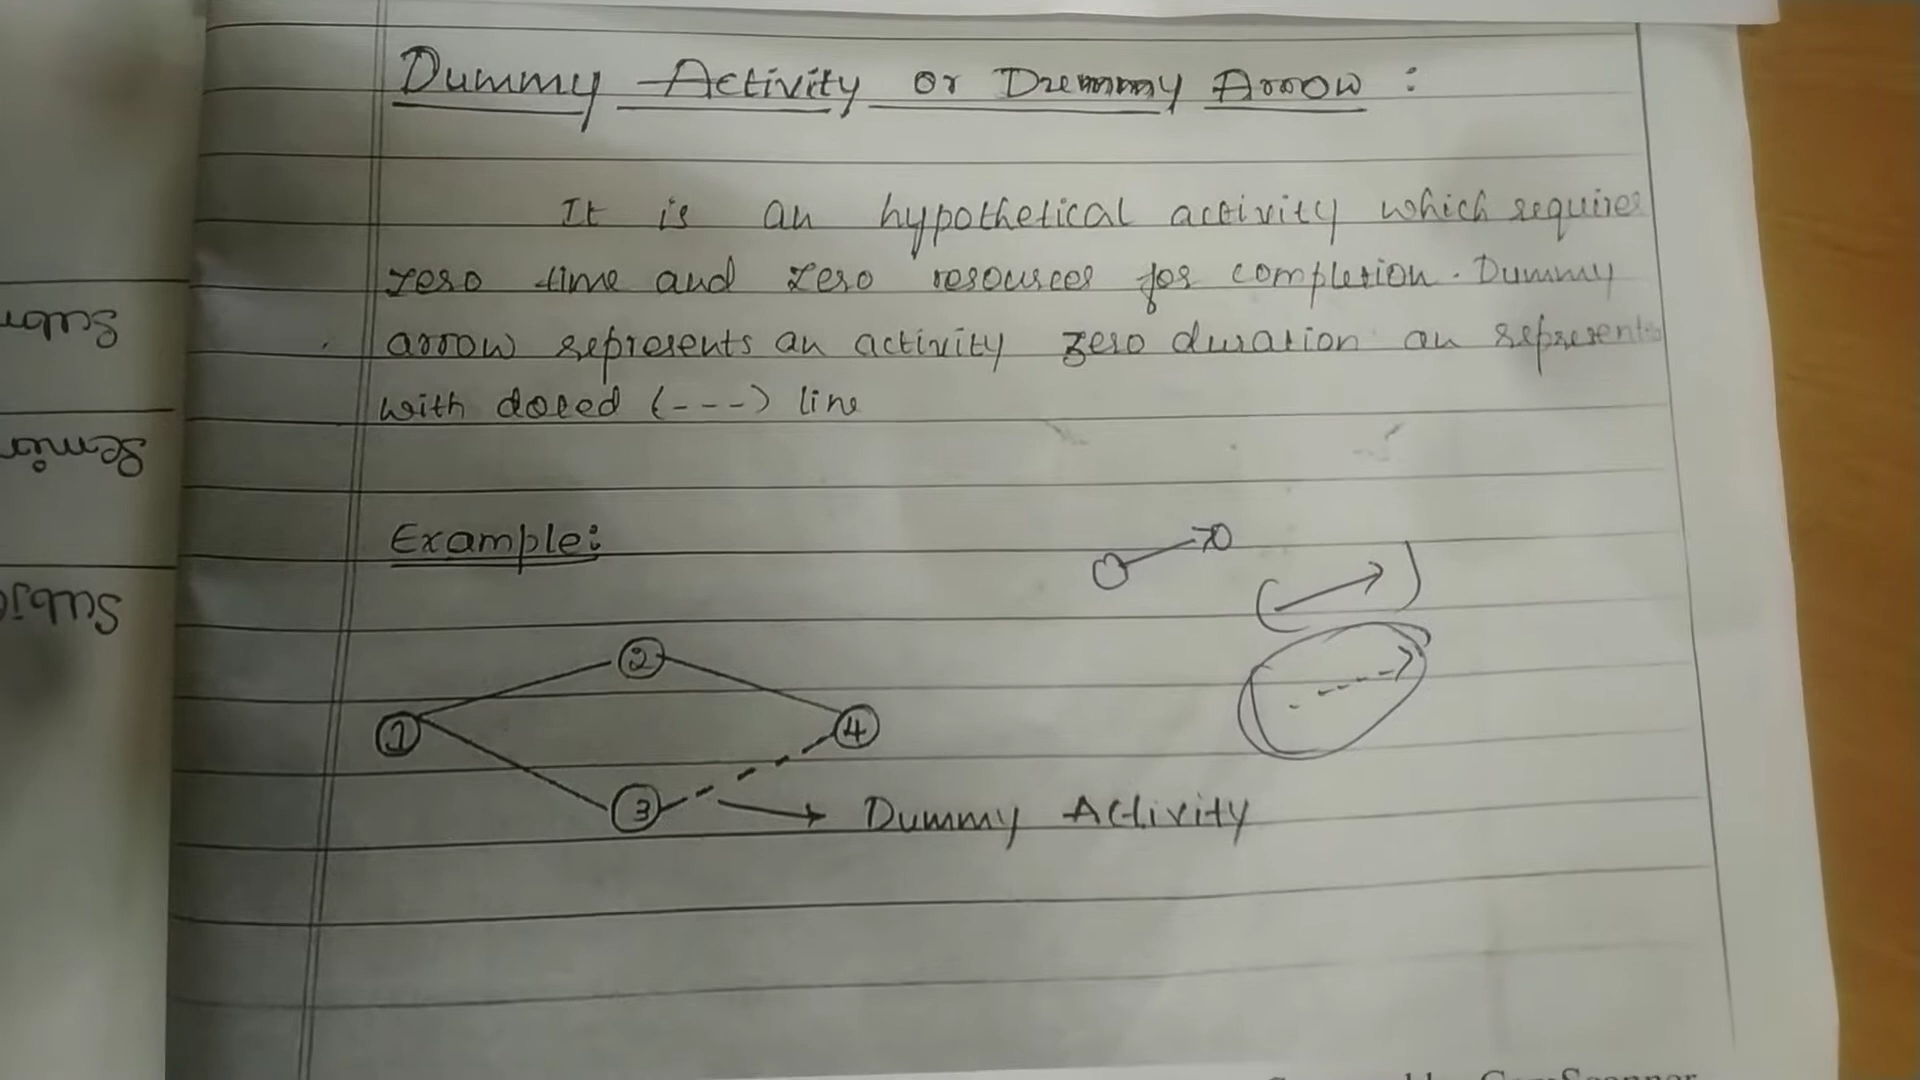 Dummy Activity or Dummy Arrow :
It is an hypothetical activity which requires
zero time and zero resources for completion. Dummy
arrow represents an activity zero duration an represents
with doted (---) line
Example:
2
1
4
3
Dummy Activity